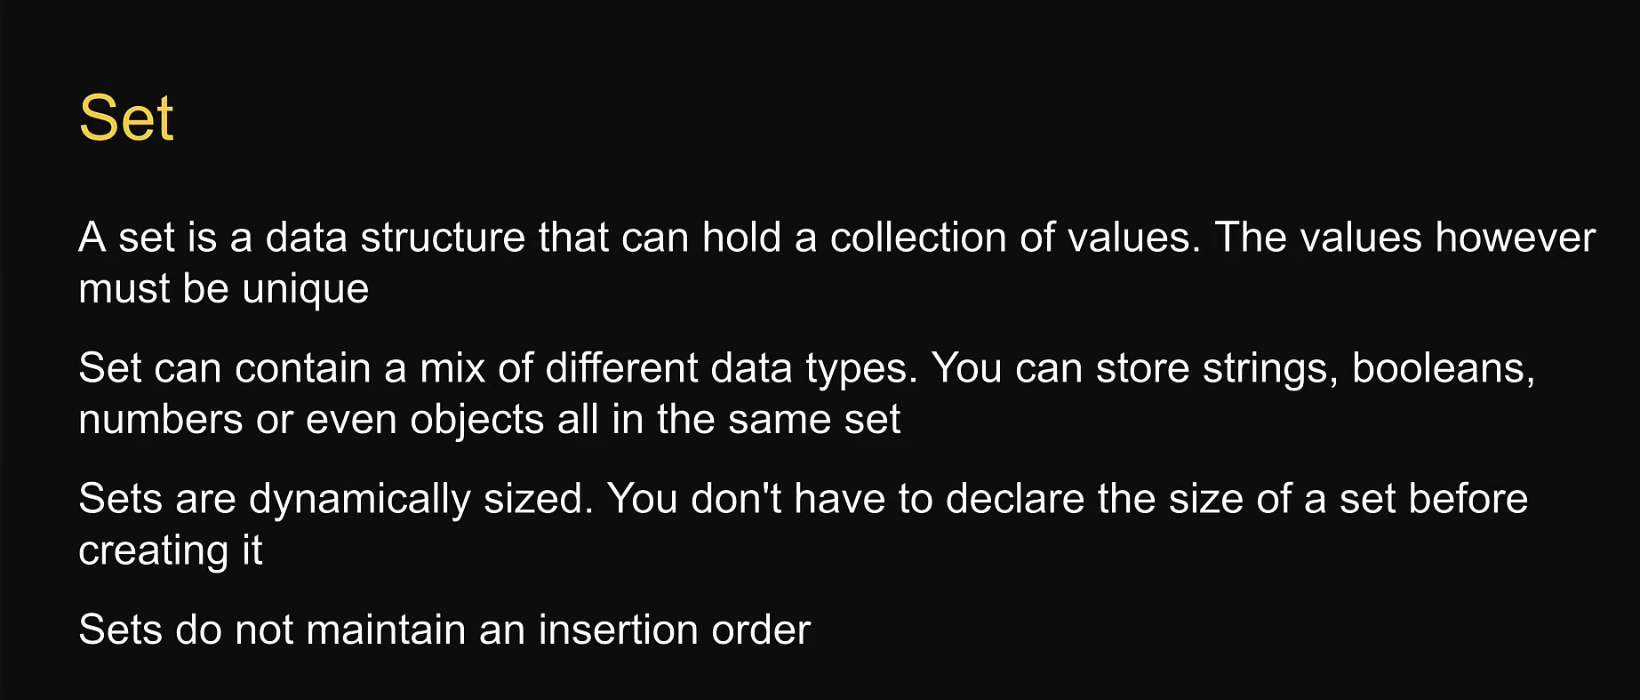 Set
A set is a data structure that can hold a collection of values. The values however
must be unique
Set can contain a mix of different data types. You can store strings, booleans,
numbers or even objects all in the same set
Sets are dynamically sized. You don't have to declare the size of a set before
creating it
Sets do not maintain an insertion order